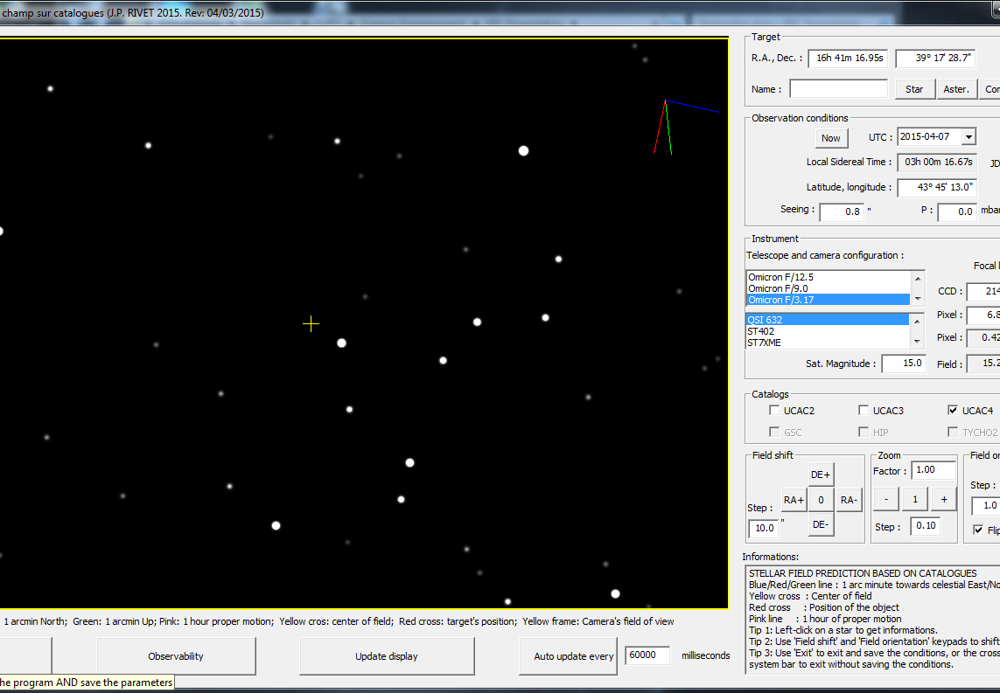 champ sur catalogues (J.P. RIVET 2015. Rev: 04/03/2015)
Target
R.A., Dec. : 16h 41m 16.95s 39° 17' 28.7"
Name : Star Aster.
Observation conditions
Now UTC : 2015-04-07
Local Sidereal Time : 03h 00m 16.67s JD
Latitude, longitude : 43° 45' 13.0"
Seeing : 0.8 " P : 0.0 mbar
Instrument
Telescope and camera configuration :
Focal l
Omicron F/12.5
Omicron F/9.0
Omicron F/3.17
CCD : 214
QSI 632
ST402
ST7XME
Pixel : 6.8
Pixel : 0.42
Sat. Magnitude : 15.0 Field : 15.2
Catalogs
UCAC2 UCAC3 UCAC4
GSC HIP TYCHO2
Field shift
DE+
RA+ 0 RA-
DE-
Step :
10.0 "
Zoom
Factor : 1.00
- 1 +
Step : 0.10
Field or
Step :
1.0
Flip
Informations:
STELLAR FIELD PREDICTION BASED ON CATALOGUES
Blue/Red/Green line : 1 arc minute towards celestial East/No
Yellow cross : Center of field
Red cross : Position of the object
Pink line : 1 hour of proper motion
Tip 1: Left-click on a star to get informations.
Tip 2: Use 'Field shift' and 'Field orientation' keypads to shift
Tip 3: Use 'Exit' to exit and save the conditions, or the cross
system bar to exit without saving the conditions.
1 arcmin North; Green: 1 arcmin Up; Pink: 1 hour proper motion; Yellow cros: center of field; Red cross: target's position; Yellow frame: Camera's field of view
Observability Update display Auto update every 60000 milliseconds
he program AND save the parameters